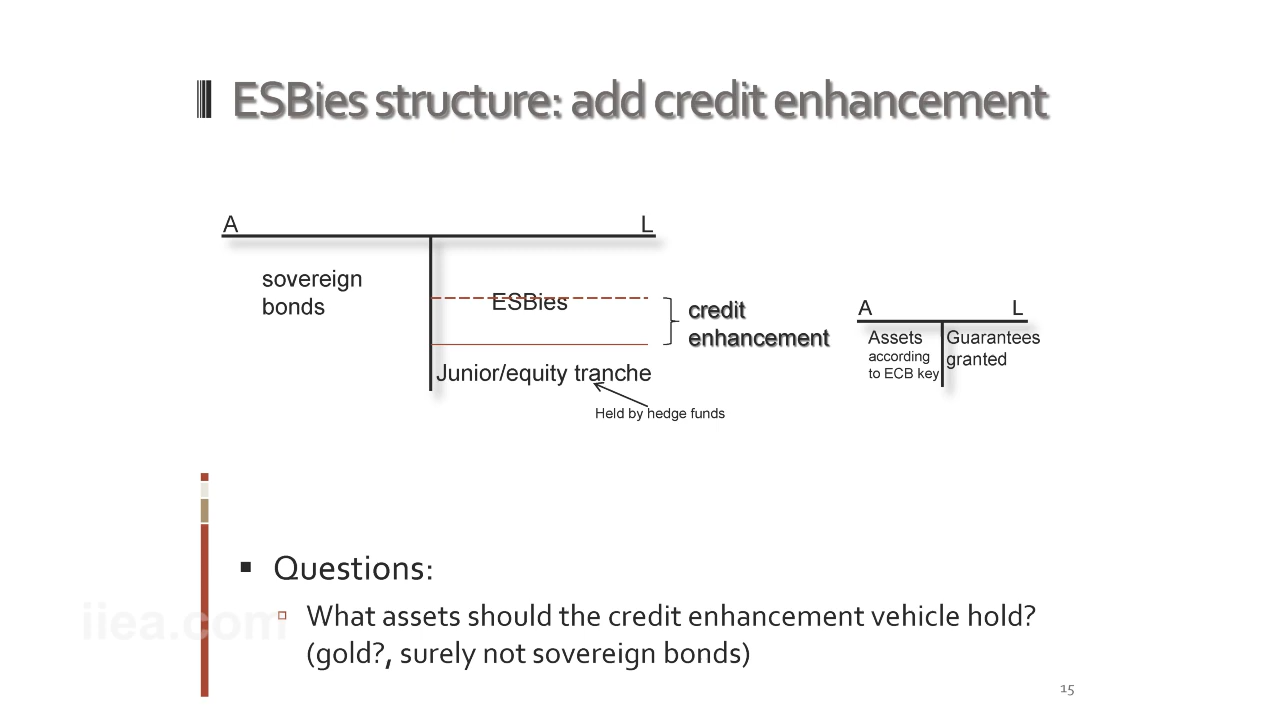 ESBies structure: add credit enhancement
A L
sovereign
bonds
ESBies
credit
enhancement
Junior/equity tranche
Held by hedge funds
A L
Assets
according
to ECB key
Guarantees
granted
Questions:
What assets should the credit enhancement vehicle hold?
(gold?, surely not sovereign bonds)
iiea.com
15